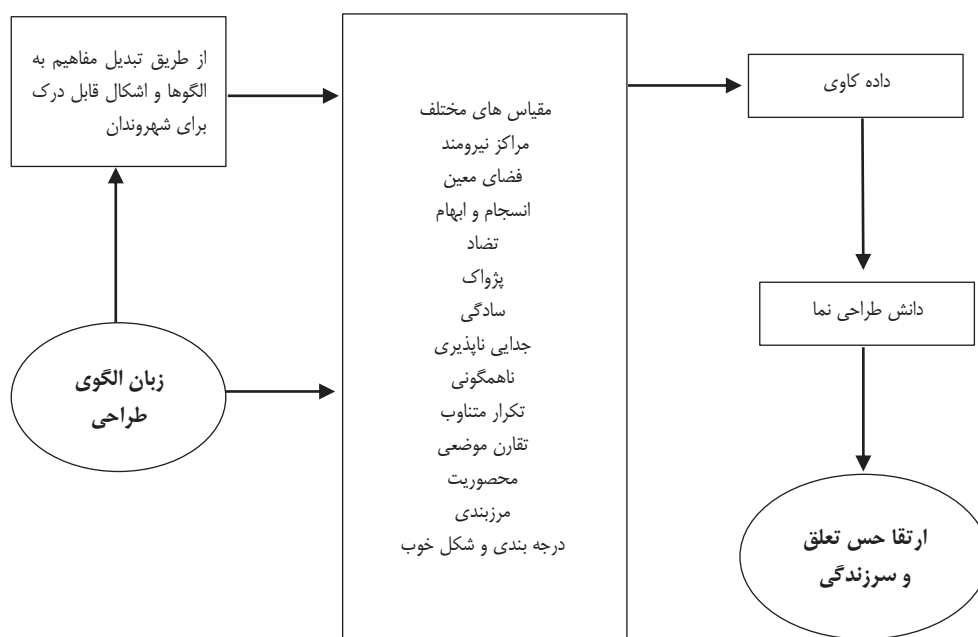 از طریق تبدیل مفاهیم به
الگوها و اشکال قابل درک
برای شهروندان
زبان الگوی
طراحی
مقیاس های مختلف
مراکز نیرومند
فضای معین
انسجام و ابهام
تضاد
پژواک
سادگی
جدایی ناپذیری
ناهمگونی
تکرار متناوب
تقارن موضعی
محصوریت
مرزبندی
درجه بندی و شکل خوب
داده کاوی
دانش طراحی نما
ارتقا حس تعلق
و سرزندگی